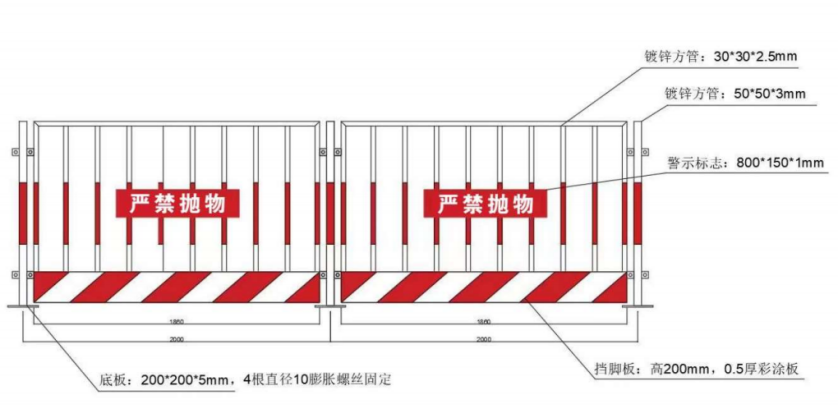 镀锌方管：30*30*2.5mm
镀锌方管：50*50*3mm
警示标志：800*150*1mm
严禁抛物
严禁抛物
1860
1860
2000
2000
挡脚板：高200mm，0.5厚彩涂板
底板：200*200*5mm，4根直径10膨胀螺丝固定